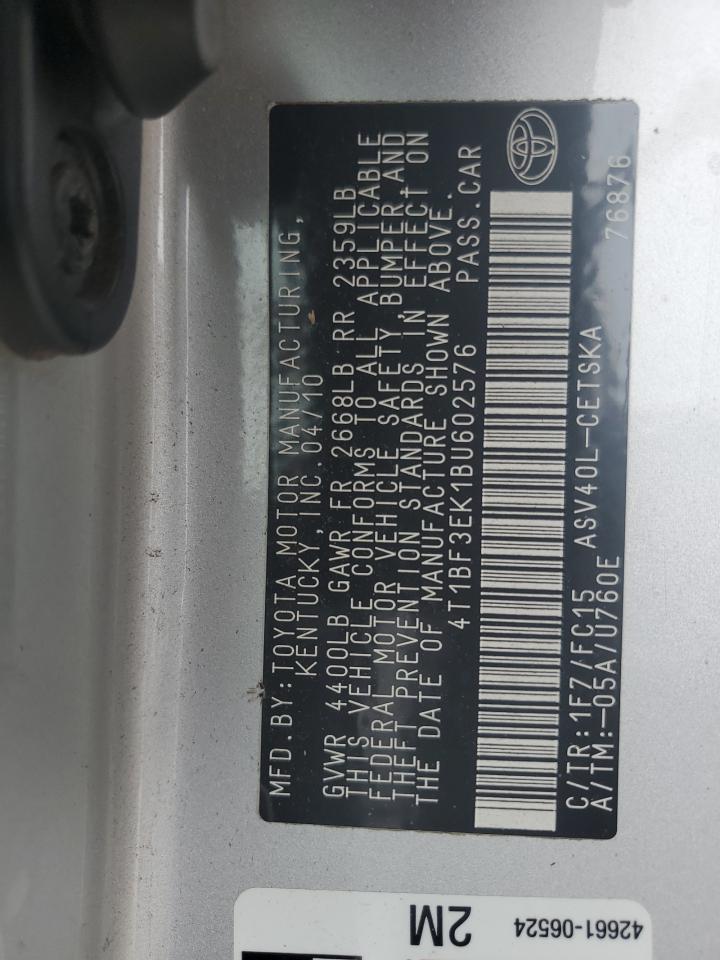 MFD.BY:TOYOTA MOTOR MANUFACTURING,
KENTUCKY, INC.04/10
GVWR 4400LB GAWR FR 2668LB RR 2359LB
THIS VEHICLE CONFORMS TO ALL APPLICABLE
FEDERAL MOTOR VEHICLE SAFETY, BUMPER,AND
THEFT PREVENTION STANDARDS IN EFFECT ON
THE DATE OF MANUFACTURE SHOWN ABOVE.
4T1BF3EK1BU602576 PASS.CAR
C/TR:1F7/FC15 ASV40L-CETSKA
A/TM:-05A/U760E 76876
2M
42661-06524